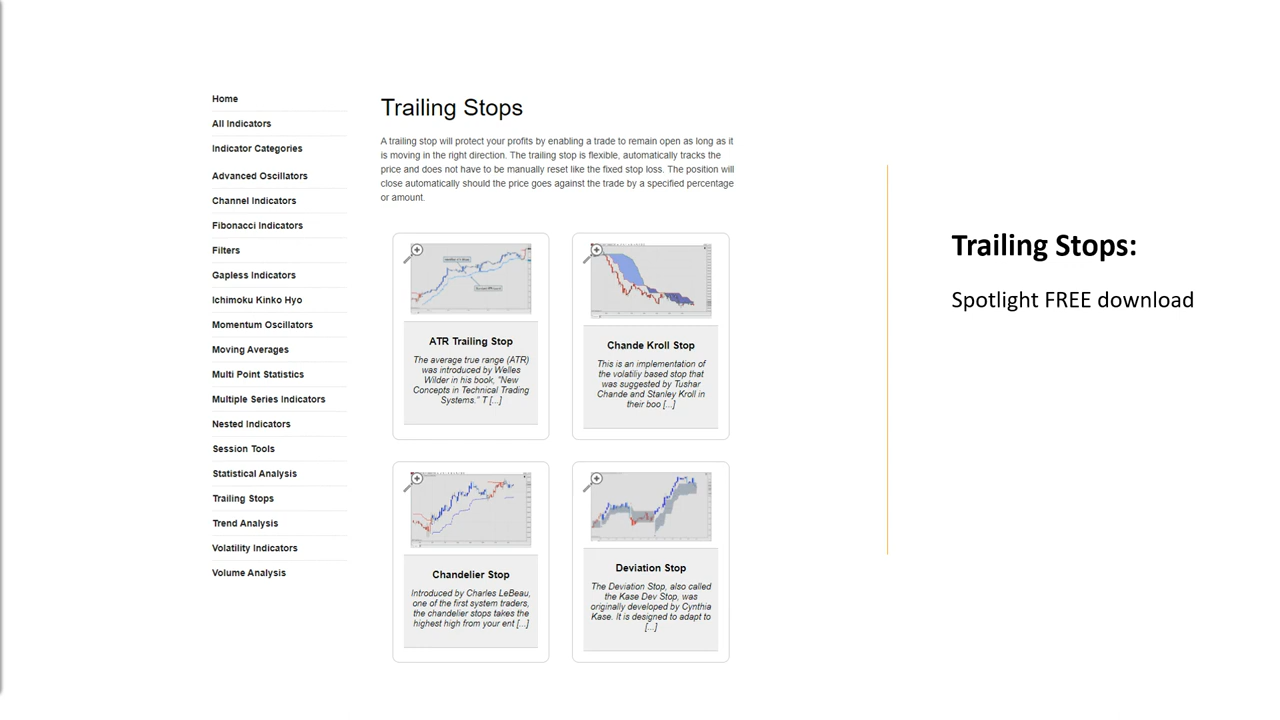 Home
All Indicators
Indicator Categories
Advanced Oscillators
Channel Indicators
Fibonacci Indicators
Filters
Gapless Indicators
Ichimoku Kinko Hyo
Momentum Oscillators
Moving Averages
Multi Point Statistics
Multiple Series Indicators
Nested Indicators
Session Tools
Statistical Analysis
Trailing Stops
Trend Analysis
Volatility Indicators
Volume Analysis
Trailing Stops
A trailing stop will protect your profits by enabling a trade to remain open as long as it
is moving in the right direction. The trailing stop is flexible, automatically tracks the
price and does not have to be manually reset like the fixed stop loss. The position will
close automatically should the price goes against the trade by a specified percentage
or amount.
ATR Trailing Stop
The average true range (ATR)
was introduced by Welles
Wilder in his book, “New
Concepts in Technical Trading
Systems.” T [...]
Chande Kroll Stop
This is an implementation of
the volatiliy based stop that
was suggested by Tushar
Chande and Stanley Kroll in
their boo [...]
Chandelier Stop
Introduced by Charles LeBeau,
one of the first system traders,
the chandelier stops takes the
highest high from your ent [...]
Deviation Stop
The Deviation Stop, also called
the Kase Dev Stop, was
originally developed by Cynthia
Kase. It is designed to adapt to
[...]
Trailing Stops:
Spotlight FREE download